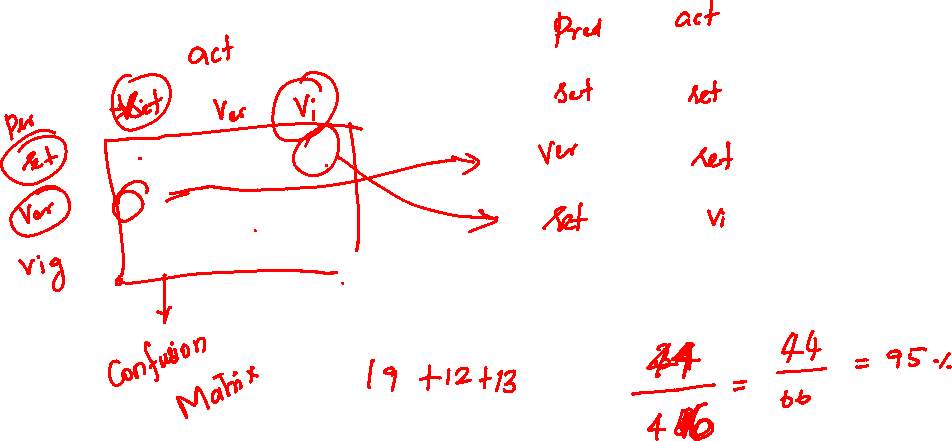 act
Set Ver Vi
Pre
set
Ver
vig
Confusion
Matrix
Pred act
set set
Ver set
set Vi
19 +12+13
44/46 = 44/66 = 95%